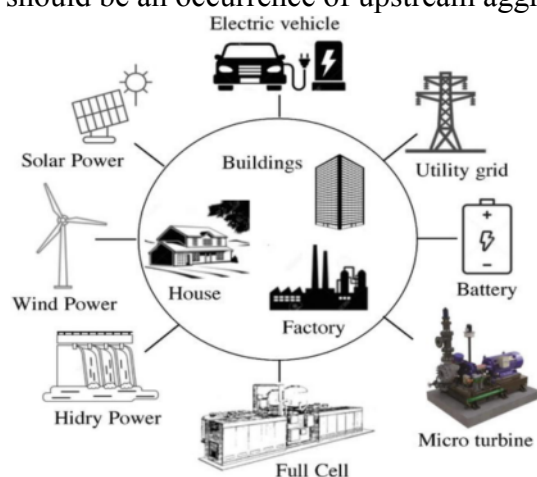 should be an occurrence of upstream aggr
Electric vehicle
Solar Power
Buildings
Utility grid
Wind Power
House
Battery
Factory
Hidry Power
Micro turbine
Full Cell